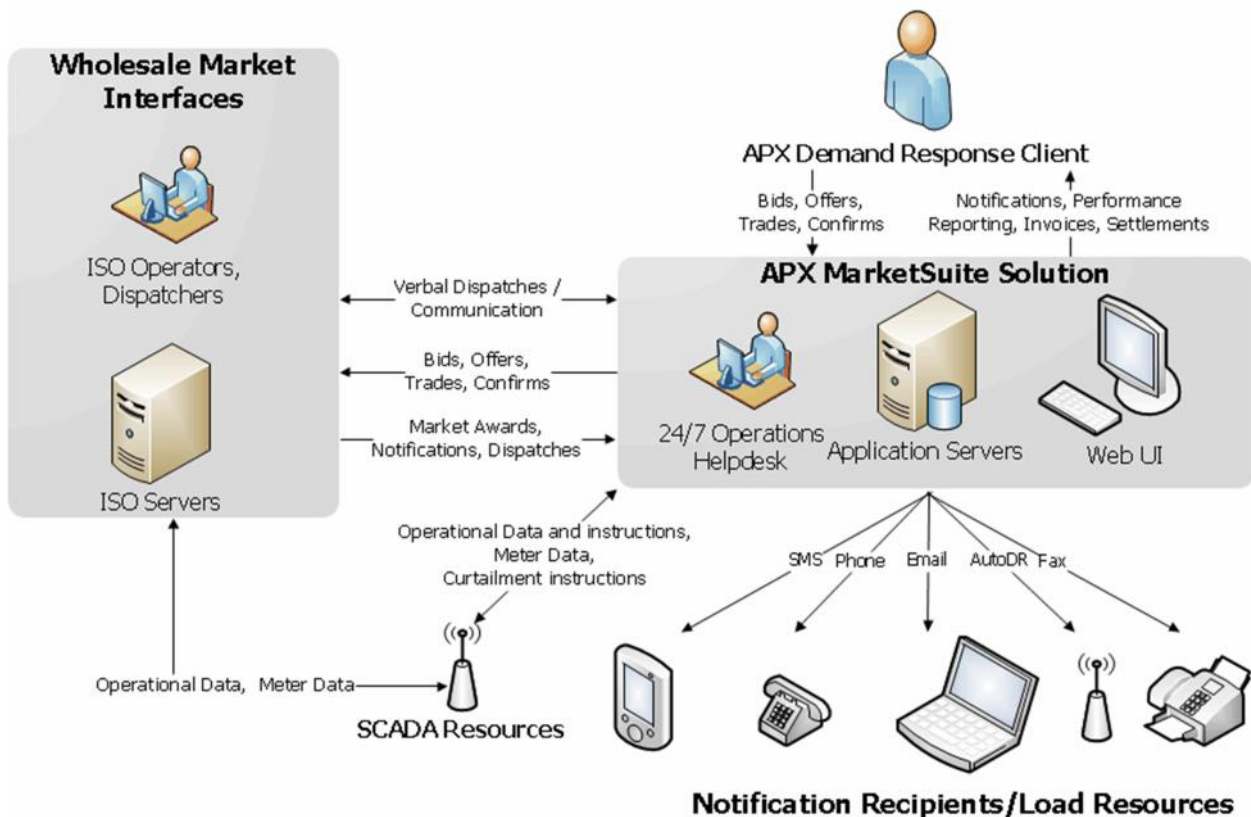 Wholesale Market
Interfaces
ISO Operators,
Dispatchers
ISO Servers
APX Demand Response Client
Bids, Offers,
Trades, Confirms
Notifications, Performance
Reporting, Invoices, Settlements
APX MarketSuite Solution
24/7 Operations
Helpdesk
Application Servers
Web UI
Verbal Dispatches /
Communication
Bids, Offers,
Trades, Confirms
Market Awards,
Notifications, Dispatches
Operational Data and instructions,
Meter Data,
Curtailment instructions
SMS Phone Email AutoDR Fax
Operational Data, Meter Data
SCADA Resources
Notification Recipients/Load Resources